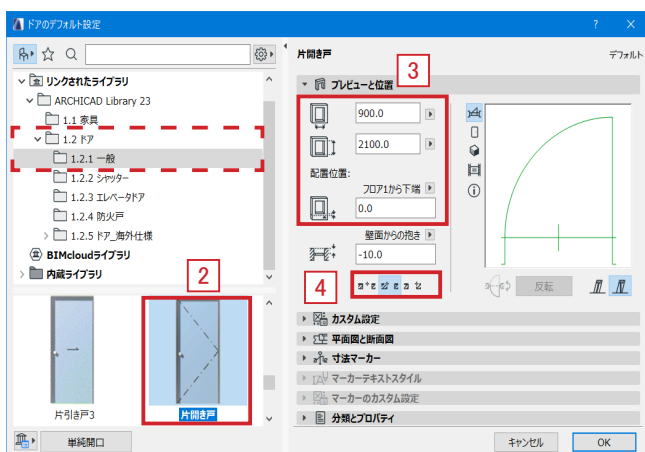 ドアのデフォルト設定
? ×
リンクされたライブラリ
ARCHICAD Library 23
1.1 家具
1.2 ドア
1.2.1 一般
1.2.2 シャッター
1.2.3 エレベータドア
1.2.4 防火戸
1.2.5 ドア_海外仕様
BIMcloudライブラリ
内蔵ライブラリ
2
片引き戸3
片開き戸
単純開口
片開き戸
デフォルト
3
プレビューと位置
900.0
2100.0
配置位置:
フロア1から下端
0.0
壁面からの抱き
-10.0
4
反転
カスタム設定
平面図と断面図
寸法マーカー
マーカーテキストスタイル
マーカーのカスタム設定
分類とプロパティ
キャンセル
OK